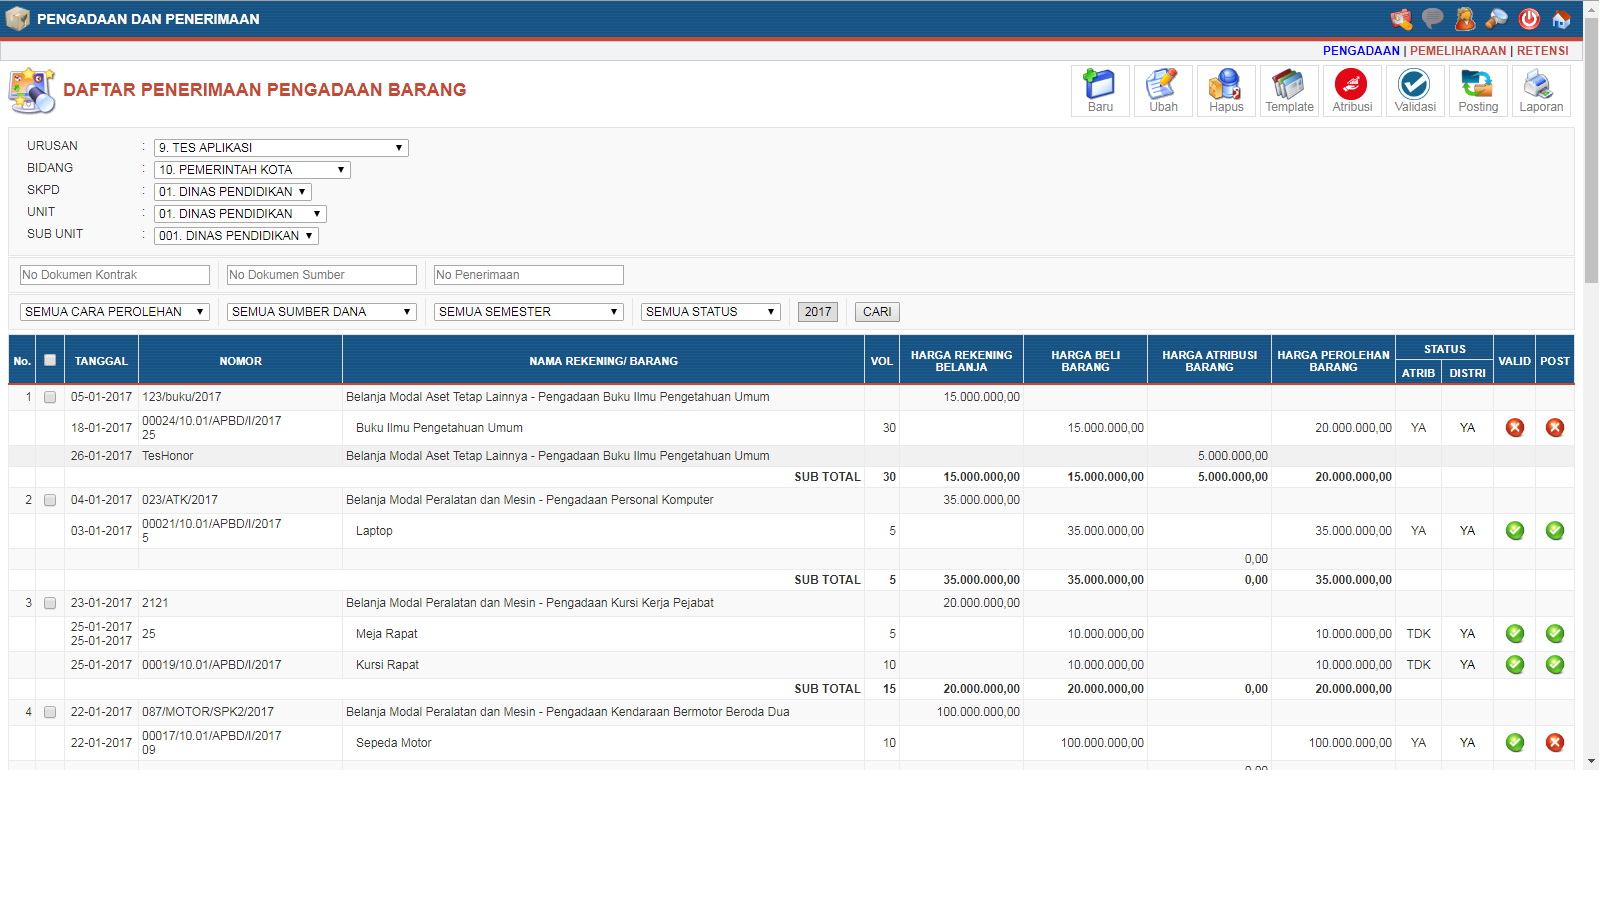 PENGADAAN DAN PENERIMAAN
PENGADAAN | PEMELIHARAAN | RETENSI
DAFTAR PENERIMAAN PENGADAAN BARANG
Baru Ubah Hapus Template Atribusi Validasi Posting Laporan
URUSAN : 9. TES APLIKASI
BIDANG : 10. PEMERINTAH KOTA
SKPD : 01. DINAS PENDIDIKAN
UNIT : 01. DINAS PENDIDIKAN
SUB UNIT : 001. DINAS PENDIDIKAN
No Dokumen Kontrak No Dokumen Sumber No Penerimaan
SEMUA CARA PEROLEHAN SEMUA SUMBER DANA SEMUA SEMESTER SEMUA STATUS 2017 CARI
No. TANGGAL NOMOR NAMA REKENING/ BARANG VOL HARGA REKENING BELANJA HARGA BELI BARANG HARGA ATRIBUSI BARANG HARGA PEROLEHAN BARANG STATUS ATRIB DISTRI VALID POST
1 05-01-2017 123/buku/2017 Belanja Modal Aset Tetap Lainnya - Pengadaan Buku Ilmu Pengetahuan Umum 15.000.000,00
18-01-2017 00024/10.01/APBD/I/2017 25 Buku Ilmu Pengetahuan Umum 30 15.000.000,00 20.000.000,00 YA YA
26-01-2017 TesHonor Belanja Modal Aset Tetap Lainnya - Pengadaan Buku Ilmu Pengetahuan Umum 5.000.000,00
SUB TOTAL 30 15.000.000,00 15.000.000,00 5.000.000,00 20.000.000,00
2 04-01-2017 023/ATK/2017 Belanja Modal Peralatan dan Mesin - Pengadaan Personal Komputer 35.000.000,00
03-01-2017 00021/10.01/APBD/I/2017 5 Laptop 5 35.000.000,00 35.000.000,00 YA YA
0,00
SUB TOTAL 5 35.000.000,00 35.000.000,00 0,00 35.000.000,00
3 23-01-2017 2121 Belanja Modal Peralatan dan Mesin - Pengadaan Kursi Kerja Pejabat 20.000.000,00
25-01-2017 25-01-2017 25 Meja Rapat 5 10.000.000,00 10.000.000,00 TDK YA
25-01-2017 00019/10.01/APBD/I/2017 Kursi Rapat 10 10.000.000,00 10.000.000,00 TDK YA
SUB TOTAL 15 20.000.000,00 20.000.000,00 0,00 20.000.000,00
4 22-01-2017 087/MOTOR/SPK2/2017 Belanja Modal Peralatan dan Mesin - Pengadaan Kendaraan Bermotor Beroda Dua 100.000.000,00
22-01-2017 00017/10.01/APBD/I/2017 09 Sepeda Motor 10 100.000.000,00 100.000.000,00 YA YA
0,00